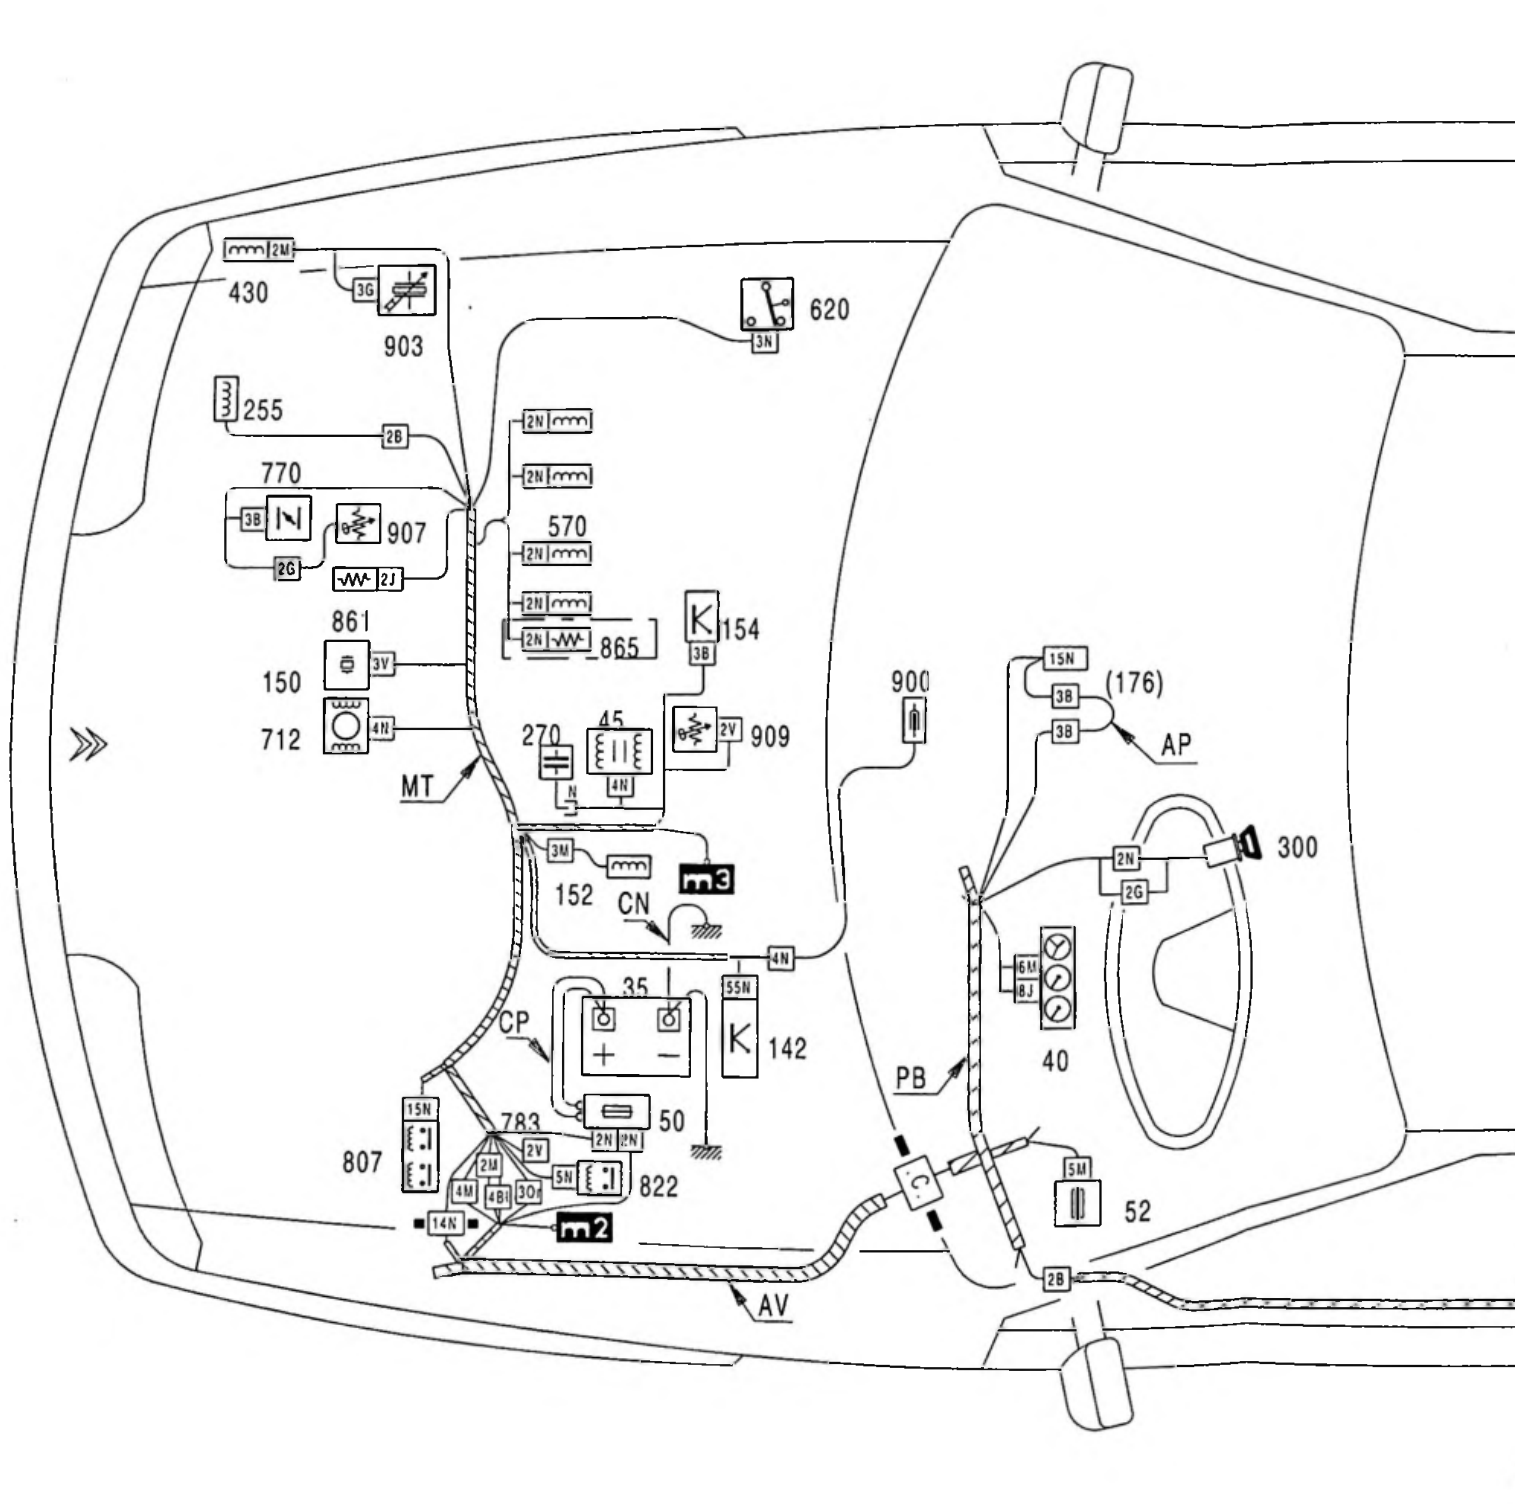 2M
430
3G
903
620
3N
255
2B
2N
2N
770
3B
907
2G
2J
570
2N
2N
2N
865
861
150
3V
154
3B
712
4N
MT
270
45
4N
N
2V
909
900
15N
3B
(176)
3B
AP
3M
152
m3
CN
2N
2G
300
4N
35
55N
CP
+
−
142
6M
8J
40
PB
15N
807
783
50
2N
2N
2V
2M
5N
822
4M
4B
30
14N
m2
.C.
5M
52
2B
AV